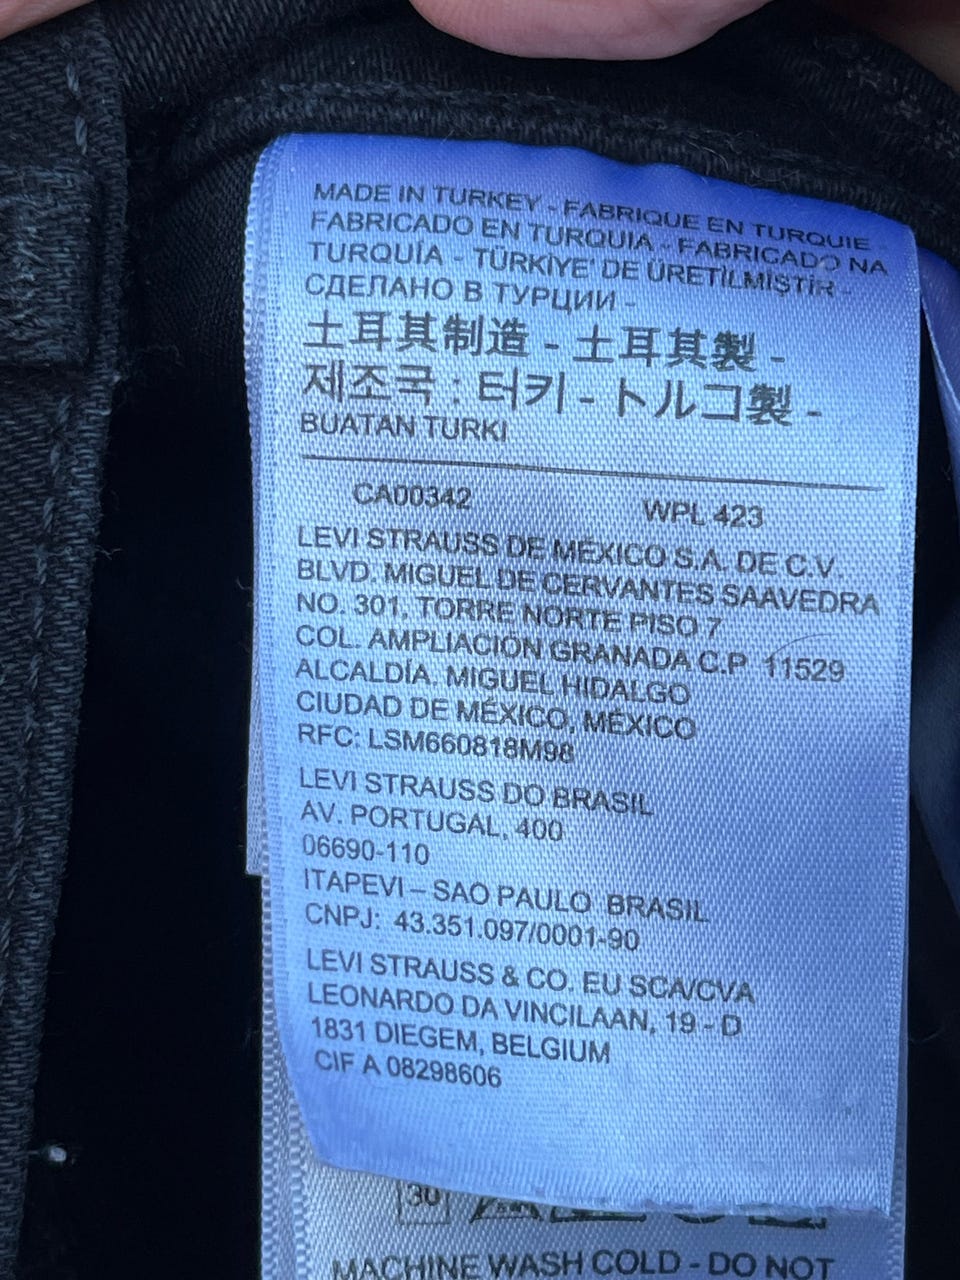 MADE IN TURKEY - FABRIQUE EN TURQUIE
FABRICADO EN TURQUIA - FABRICADO NA
TURQUÍA - TÜRKİYE' DE ÜRETİLMİŞTİR -
СДЕЛАНО В ТУРЦИИ -
土耳其制造 - 土耳其製 -
제조국 : 터키 - トルコ製 -
BUATAN TURKI
CA00342 WPL 423
LEVI STRAUSS DE MÉXICO S.A. DE C.V.
BLVD. MIGUEL DE CERVANTES SAAVEDRA
NO. 301, TORRE NORTE PISO 7
COL. AMPLIACIÓN GRANADA C.P 11529
ALCALDÍA. MIGUEL HIDALGO
CIUDAD DE MÉXICO, MÉXICO
RFC: LSM660818M98
LEVI STRAUSS DO BRASIL
AV. PORTUGAL, 400
06690-110
ITAPEVI – SAO PAULO BRASIL
CNPJ: 43.351.097/0001-90
LEVI STRAUSS & CO. EU SCA/CVA
LEONARDO DA VINCILAAN, 19 - D
1831 DIEGEM, BELGIUM
CIF A 08298606
30
MACHINE WASH COLD - DO NOT